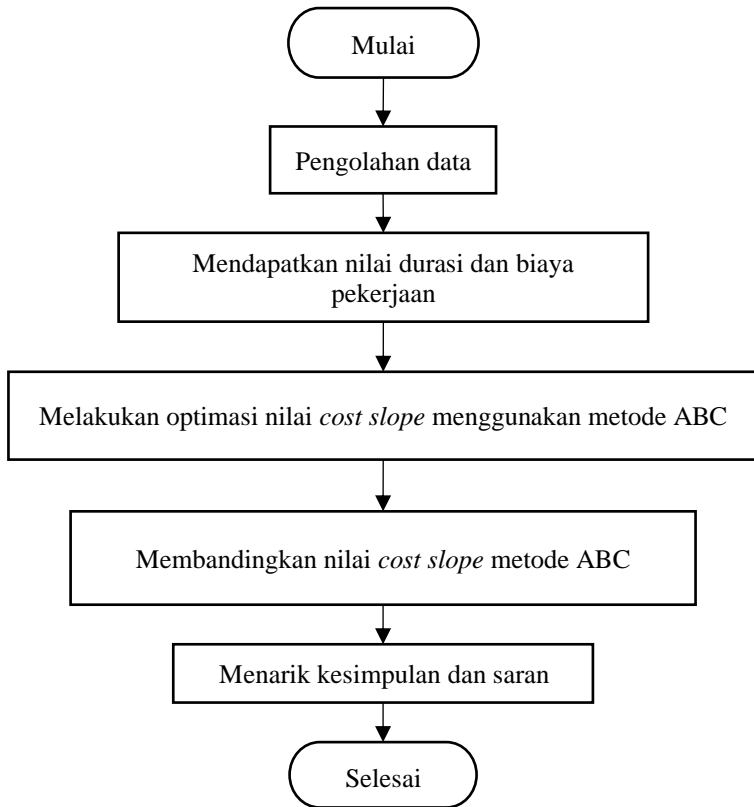 Mulai
Pengolahan data
Mendapatkan nilai durasi dan biaya
pekerjaan
Melakukan optimasi nilai cost slope menggunakan metode ABC
Membandingkan nilai cost slope metode ABC
Menarik kesimpulan dan saran
Selesai